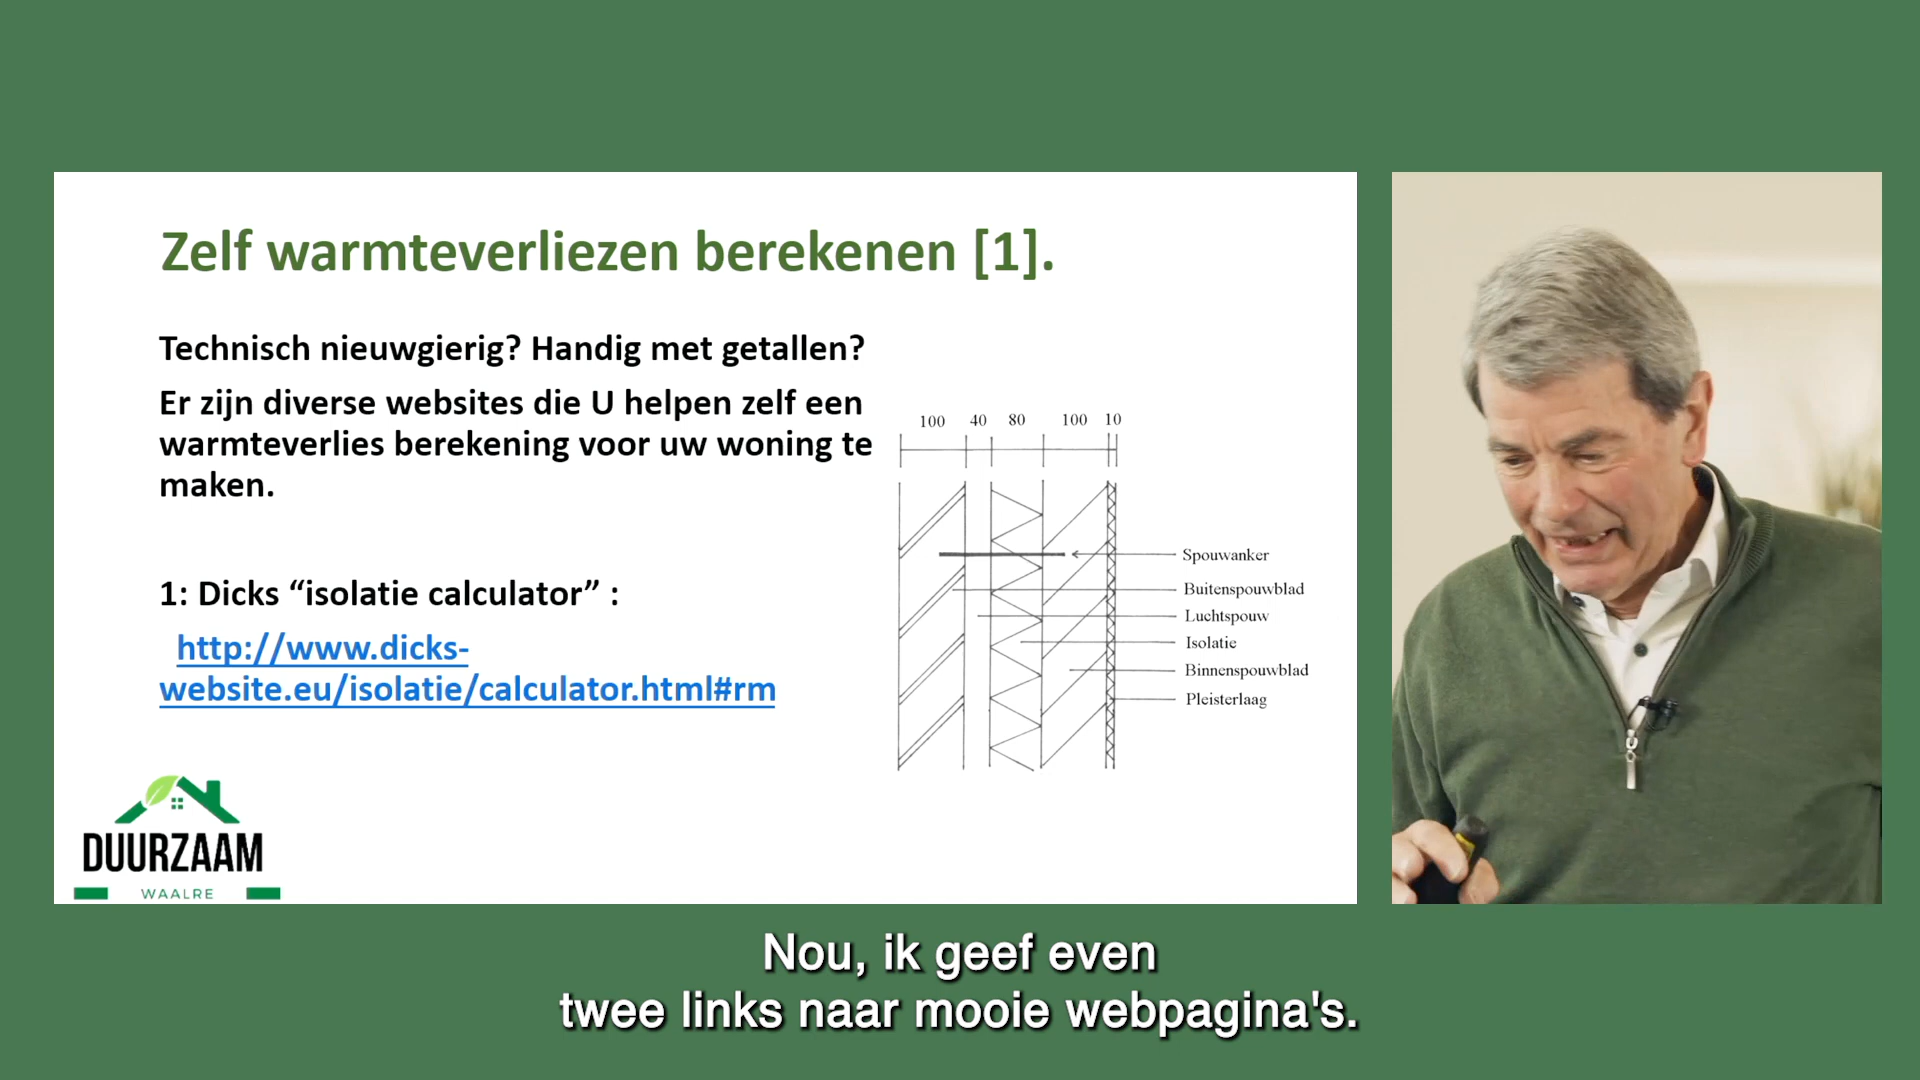 Zelf warmteverliezen berekenen [1].
Technisch nieuwgierig? Handig met getallen?
Er zijn diverse websites die U helpen zelf een
warmteverlies berekening voor uw woning te
maken.
1: Dicks “isolatie calculator” :
http://www.dicks-
website.eu/isolatie/calculator.html#rm
100 40 80 100 10
Spouwanker
Buitenspouwblad
Luchtspouw
Isolatie
Binnenspouwblad
Pleisterlaag
DUURZAAM
WAALRE
Nou, ik geef even
twee links naar mooie webpagina's.